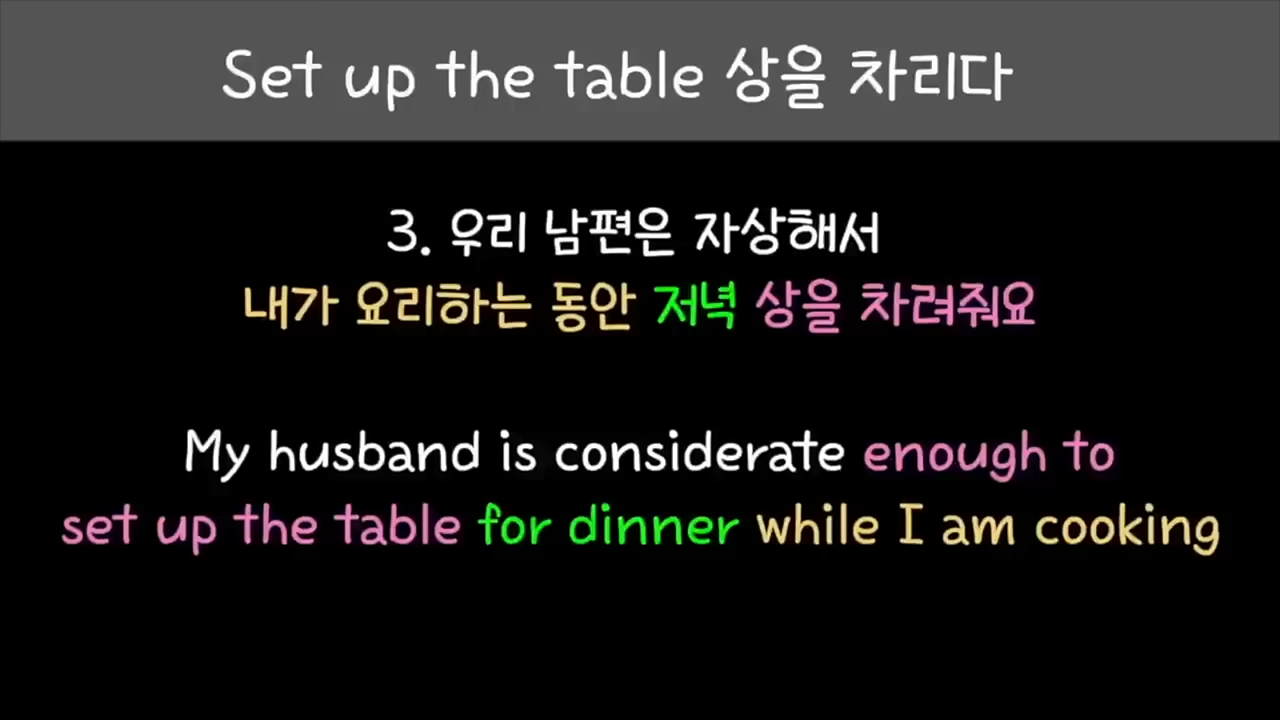 Set up the table 상을 차리다
3. 우리 남편은 자상해서
내가 요리하는 동안 저녁 상을 차려줘요
My husband is considerate enough to
set up the table for dinner while I am cooking